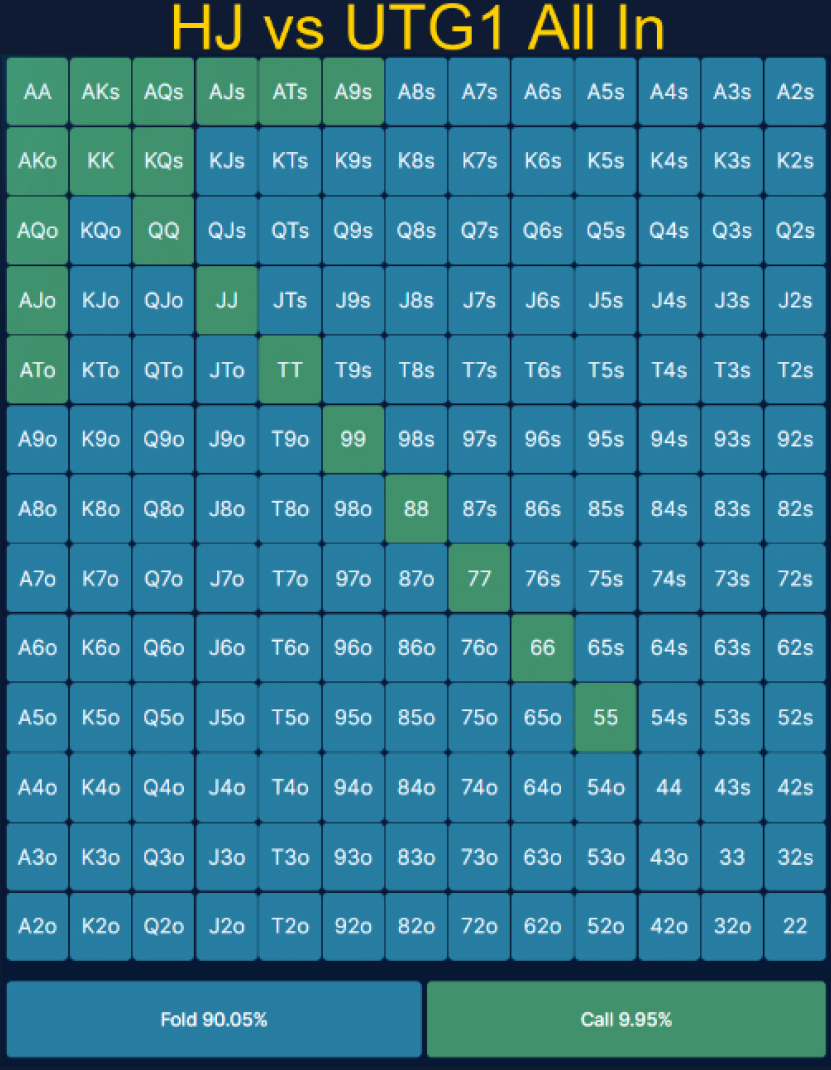 HJ vs UTG1 All In
AA AKs AQs AJs ATs A9s A8s A7s A6s A5s A4s A3s A2s
AKo KK KQs KJs KTs K9s K8s K7s K6s K5s K4s K3s K2s
AQo KQo QQ QJs QTs Q9s Q8s Q7s Q6s Q5s Q4s Q3s Q2s
AJo KJo QJo JJ JTs J9s J8s J7s J6s J5s J4s J3s J2s
ATo KTo QTo JTo TT T9s T8s T7s T6s T5s T4s T3s T2s
A9o K9o Q9o J9o T9o 99 98s 97s 96s 95s 94s 93s 92s
A8o K8o Q8o J8o T8o 98o 88 87s 86s 85s 84s 83s 82s
A7o K7o Q7o J7o T7o 97o 87o 77 76s 75s 74s 73s 72s
A6o K6o Q6o J6o T6o 96o 86o 76o 66 65s 64s 63s 62s
A5o K5o Q5o J5o T5o 95o 85o 75o 65o 55 54s 53s 52s
A4o K4o Q4o J4o T4o 94o 84o 74o 64o 54o 44 43s 42s
A3o K3o Q3o J3o T3o 93o 83o 73o 63o 53o 43o 33 32s
A2o K2o Q2o J2o T2o 92o 82o 72o 62o 52o 42o 32o 22
Fold 90.05% Call 9.95%